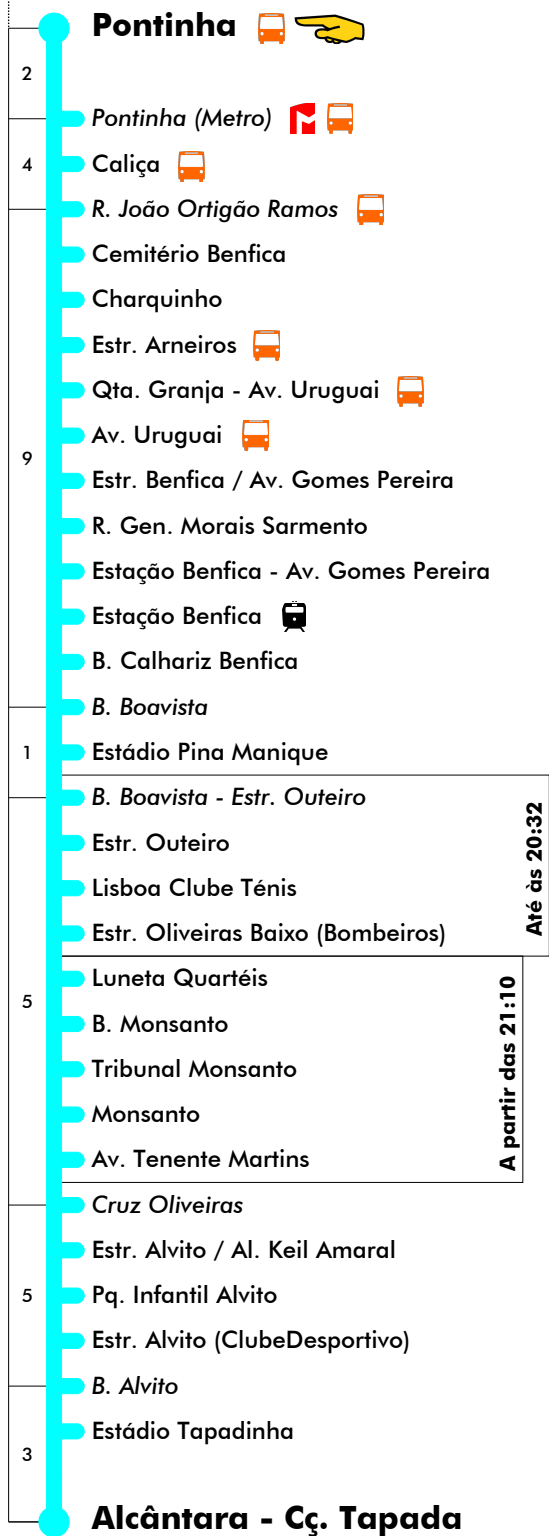 Pontinha
2
Pontinha (Metro)
4
Caliça
R. João Ortigão Ramos
Cemitério Benfica
Charquinho
Estr. Arneiros
Qta. Granja - Av. Uruguai
Av. Uruguai
9
Estr. Benfica / Av. Gomes Pereira
R. Gen. Morais Sarmento
Estação Benfica - Av. Gomes Pereira
Estação Benfica
B. Calhariz Benfica
B. Boavista
1
Estádio Pina Manique
B. Boavista - Estr. Outeiro
Estr. Outeiro
Lisboa Clube Ténis
Estr. Oliveiras Baixo (Bombeiros)
Até às 20:32
Luneta Quartéis
5
B. Monsanto
Tribunal Monsanto
Monsanto
Av. Tenente Martins
A partir das 21:10
Cruz Oliveiras
Estr. Alvito / Al. Keil Amaral
5
Pq. Infantil Alvito
Estr. Alvito (ClubeDesportivo)
B. Alvito
Estádio Tapadinha
3
Alcântara - Cç. Tapada